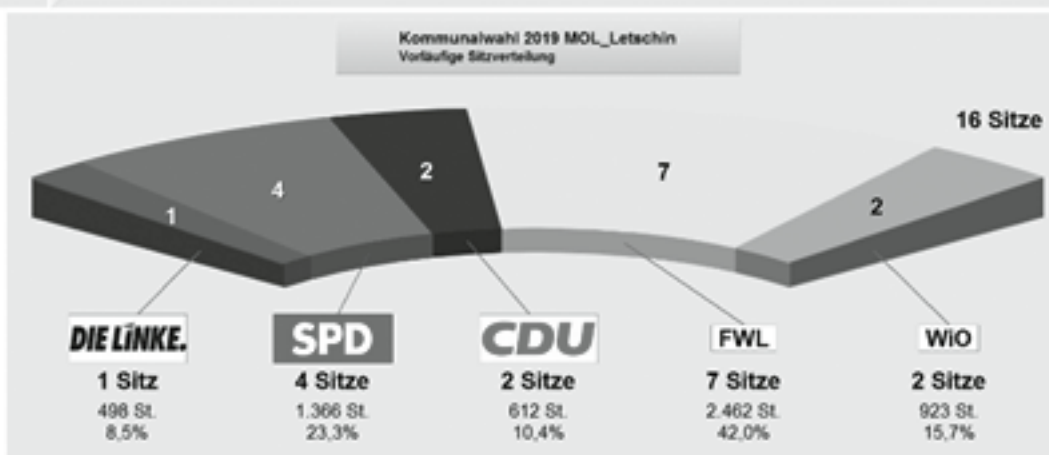 Kommunalwahl 2019 MOL_Letschin
Vorläufige Sitzverteilung
16 Sitze
1
4
2
7
2
DIE LINKE.
SPD
CDU
FWL
WiO
1 Sitz
4 Sitze
2 Sitze
7 Sitze
2 Sitze
498 St.
1.366 St.
612 St.
2.462 St.
923 St.
8,5%
23,3%
10,4%
42,0%
15,7%